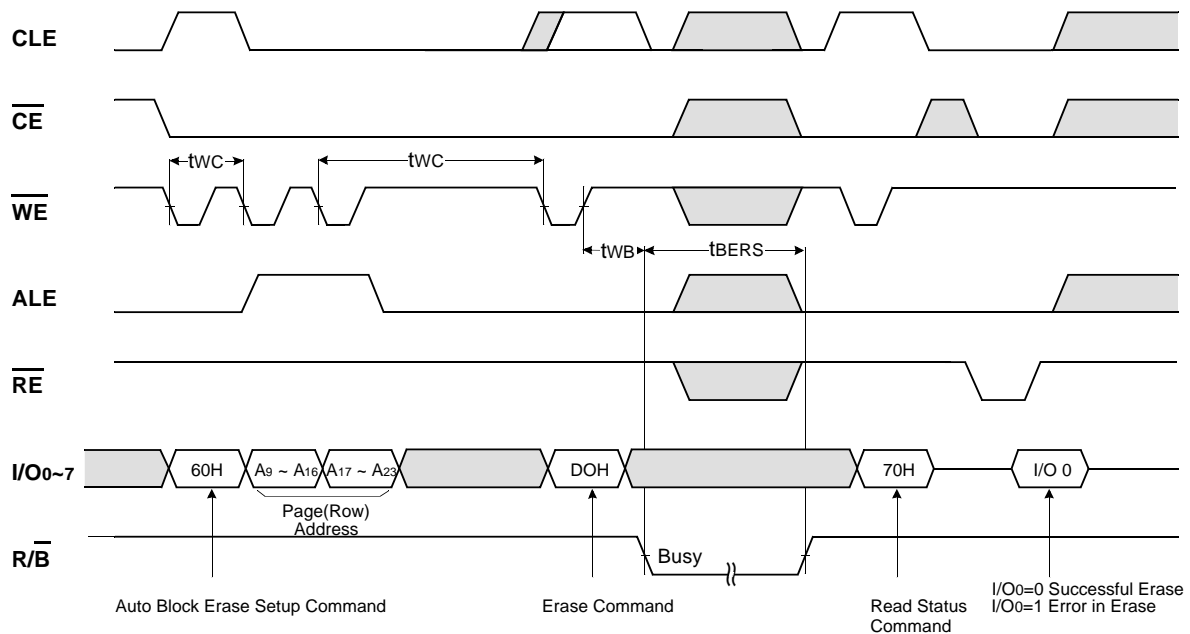 CLE
CE
tWC
tWC
WE
tWB
tBERS
ALE
RE
I/O0~7
60H
A9 ~ A16
A17 ~ A23
DOH
70H
I/O 0
Page(Row)
Address
R/B
Busy
Auto Block Erase Setup Command
Erase Command
Read Status
Command
I/O0=0 Successful Erase
I/O0=1 Error in Erase